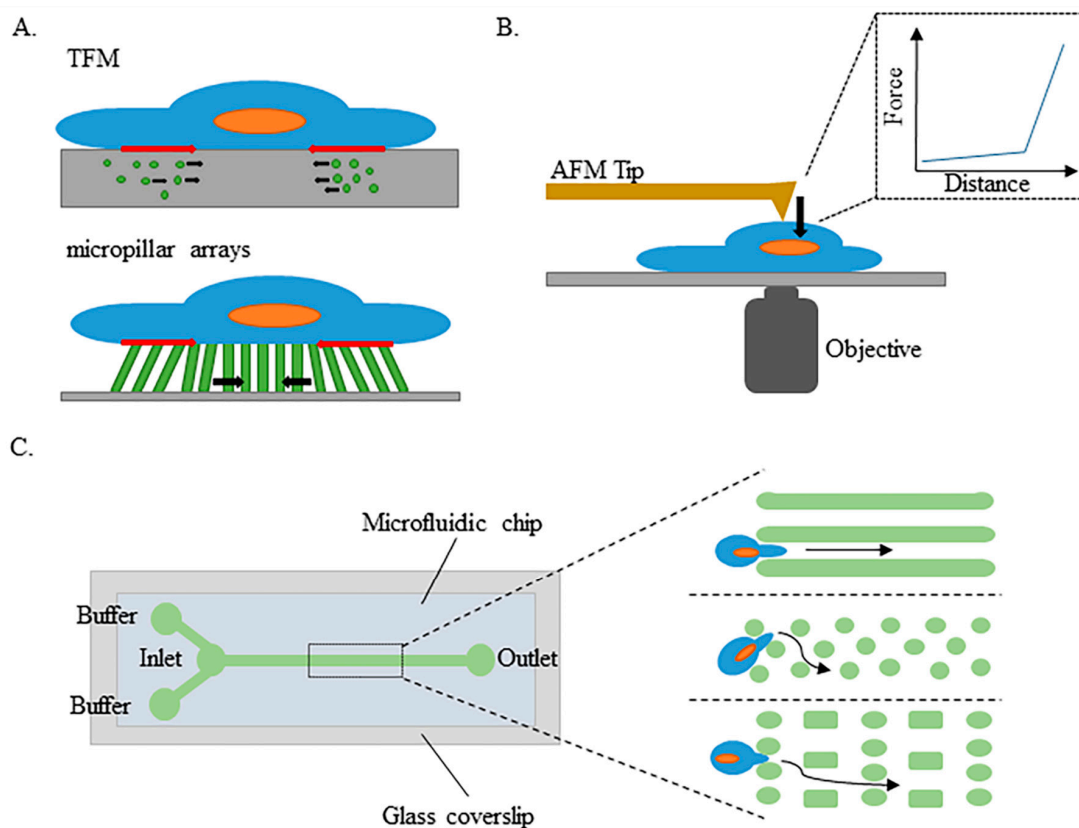 A.
TFM
micropillar arrays
B.
AFM Tip
Force
Distance
Objective
C.
Microfluidic chip
Buffer
Inlet
Outlet
Buffer
Glass coverslip